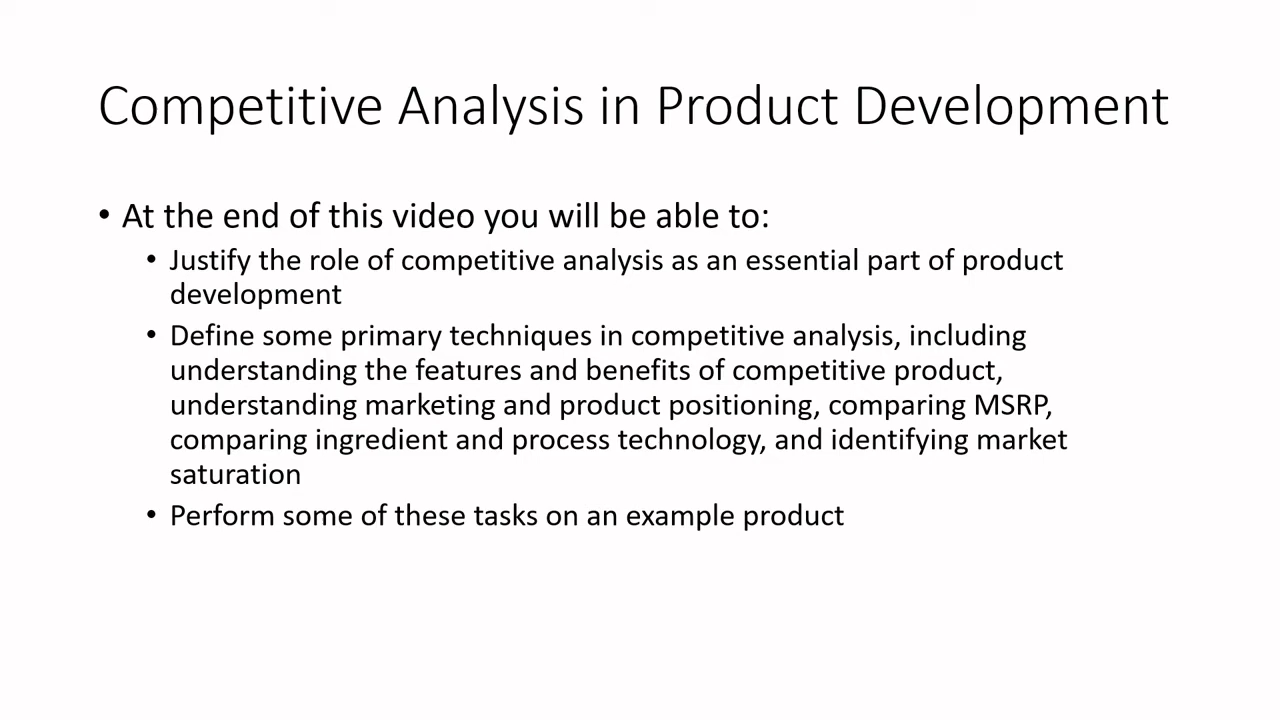 Competitive Analysis in Product Development
• At the end of this video you will be able to:
• Justify the role of competitive analysis as an essential part of product
development
• Define some primary techniques in competitive analysis, including
understanding the features and benefits of competitive product,
understanding marketing and product positioning, comparing MSRP,
comparing ingredient and process technology, and identifying market
saturation
• Perform some of these tasks on an example product